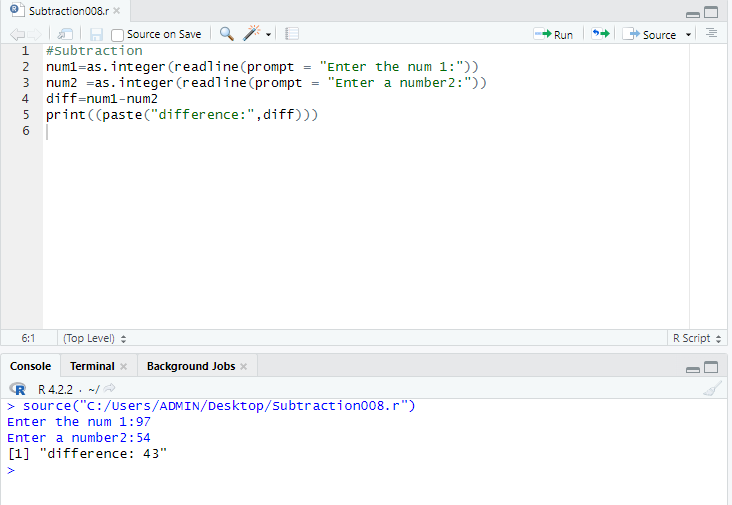 Subtraction008.r
Source on Save
Run
Source
1 #Subtraction
2 num1=as.integer(readline(prompt = "Enter the num 1:"))
3 num2 =as.integer(readline(prompt = "Enter a number2:"))
4 diff=num1-num2
5 print((paste("difference:",diff)))
6
6:1 (Top Level) R Script
Console Terminal Background Jobs
R R 4.2.2 · ~/
> source("C:/Users/ADMIN/Desktop/Subtraction008.r")
Enter the num 1:97
Enter a number2:54
[1] "difference: 43"
>